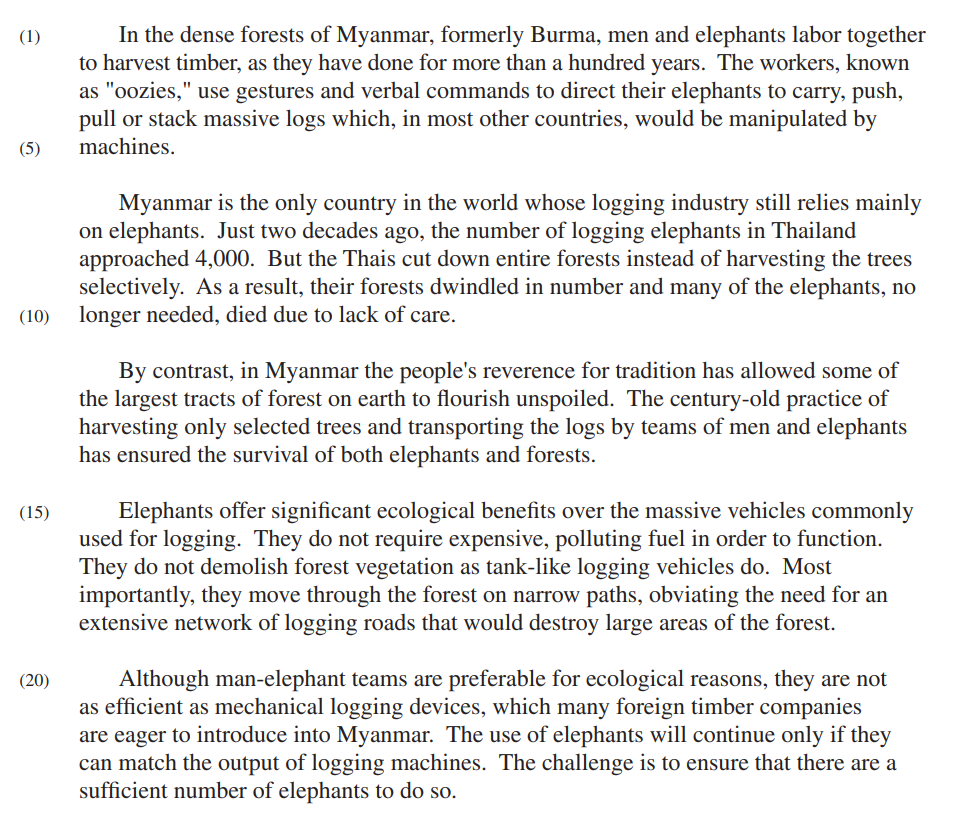 (1) In the dense forests of Myanmar, formerly Burma, men and elephants labor together
to harvest timber, as they have done for more than a hundred years. The workers, known
as "oozies," use gestures and verbal commands to direct their elephants to carry, push,
pull or stack massive logs which, in most other countries, would be manipulated by
(5) machines.
Myanmar is the only country in the world whose logging industry still relies mainly
on elephants. Just two decades ago, the number of logging elephants in Thailand
approached 4,000. But the Thais cut down entire forests instead of harvesting the trees
selectively. As a result, their forests dwindled in number and many of the elephants, no
(10) longer needed, died due to lack of care.
By contrast, in Myanmar the people's reverence for tradition has allowed some of
the largest tracts of forest on earth to flourish unspoiled. The century-old practice of
harvesting only selected trees and transporting the logs by teams of men and elephants
has ensured the survival of both elephants and forests.
(15) Elephants offer significant ecological benefits over the massive vehicles commonly
used for logging. They do not require expensive, polluting fuel in order to function.
They do not demolish forest vegetation as tank-like logging vehicles do. Most
importantly, they move through the forest on narrow paths, obviating the need for an
extensive network of logging roads that would destroy large areas of the forest.
(20) Although man-elephant teams are preferable for ecological reasons, they are not
as efficient as mechanical logging devices, which many foreign timber companies
are eager to introduce into Myanmar. The use of elephants will continue only if they
can match the output of logging machines. The challenge is to ensure that there are a
sufficient number of elephants to do so.